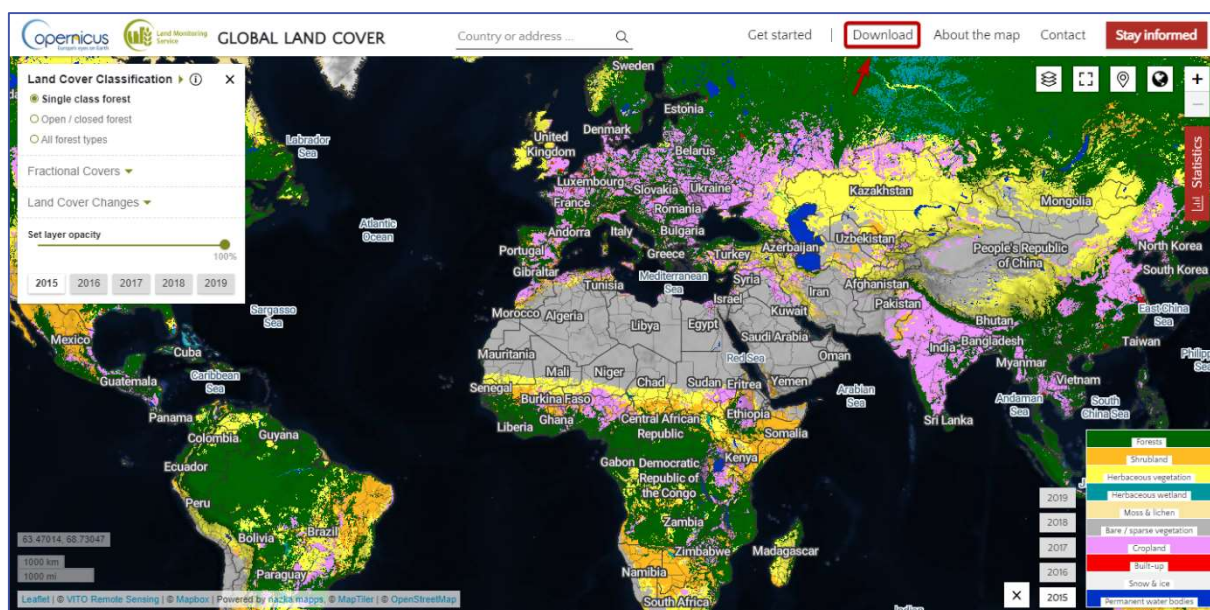 opernicus
Europe's eyes on Earth
Land Monitoring
Service
GLOBAL LAND COVER
Country or address ...
Get started | Download About the map Contact Stay informed
Land Cover Classification
Single class forest
Open / closed forest
All forest types
Fractional Covers
Land Cover Changes
Set layer opacity
100%
2015 2016 2017 2018 2019
Statistics
Sweden
Estonia
Labrador
Sea
United
Kingdom
Denmark
Belarus
Luxembourg
Slovakia
Ukraine
Kazakhstan
Mongolia
France
Romania
Atlantic
Ocean
Andorra
Italy
Bulgaria
Portugal
Greece
Turkey
Azerbaijan
Uzbekistan
People's Republic
of China
North Korea
South Korea
Gibraltar
Mediterranean
Sea
Tunisia
Syria
Iran
Afghanistan
Israel
Pakistan
Sargasso
Sea
Morocco
Algeria
Libya
Egypt
Kuwait
Bhutan
East China
Sea
Mexico
Saudi Arabia
India
Bangladesh
Taiwan
Cuba
Mauritania
Red Sea
Oman
Myanmar
Guatemala
Caribbean
Sea
Mali
Niger
Chad
Sudan
Eritrea
Yemen
Arabian
Sea
Vietnam
Senegal
Burkina Faso
Andaman
Sea
South
China Sea
Panama
Ghana
Ethiopia
Liberia
Central African
Republic
Somalia
Sri Lanka
Colombia
Guyana
Kenya
Ecuador
Gabon
Democratic
Republic of
the Congo
Peru
Brazil
Zambia
Bolivia
Zimbabwe
Madagascar
Paraguay
Namibia
South Africa
63.47014, 68.73047
1000 km
1000 mi
Leaflet | © VITO Remote Sensing | © Mapbox | Powered by nazka mapps, © MapTiler | © OpenStreetMap
2019
2018
2017
2016
2015
Forests
Shrubland
Herbaceous vegetation
Herbaceous wetland
Moss & lichen
Bare / sparse vegetation
Cropland
Built-up
Snow & ice
Permanent water bodies